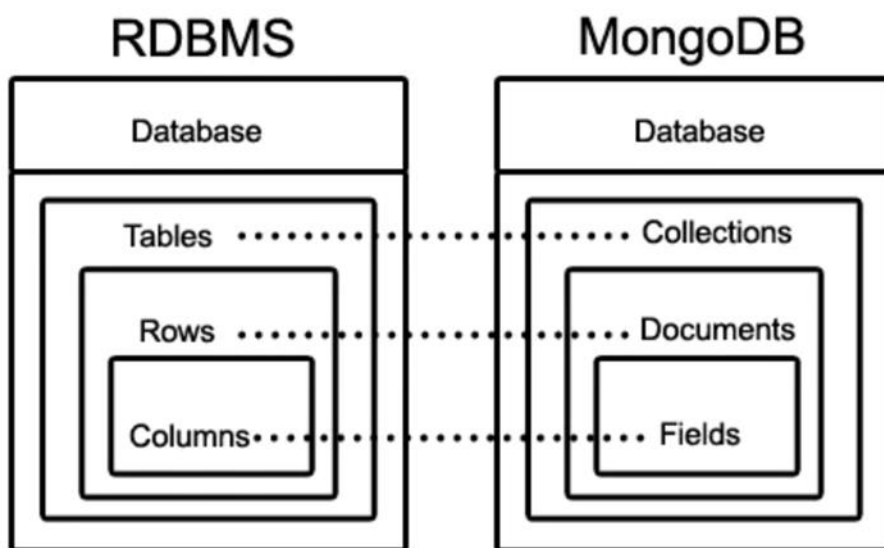 RDBMS MongoDB
Database Database
Tables Collections
Rows Documents
Columns Fields